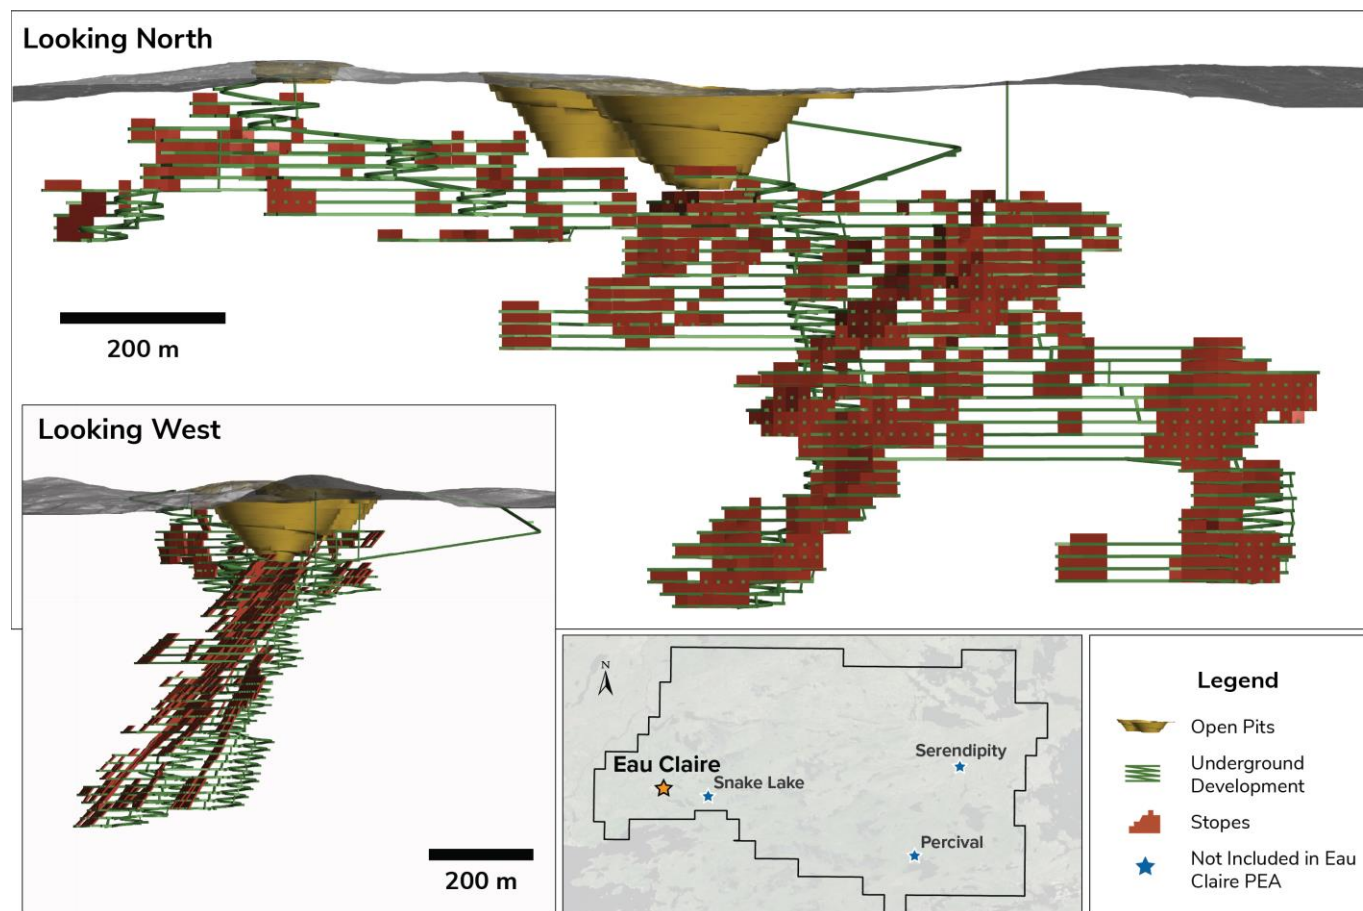 Looking North
200 m
Looking West
200 m
N
Eau Claire
Snake Lake
Serendipity
Percival
Legend
Open Pits
Underground
Development
Stopes
Not Included in Eau
Claire PEA